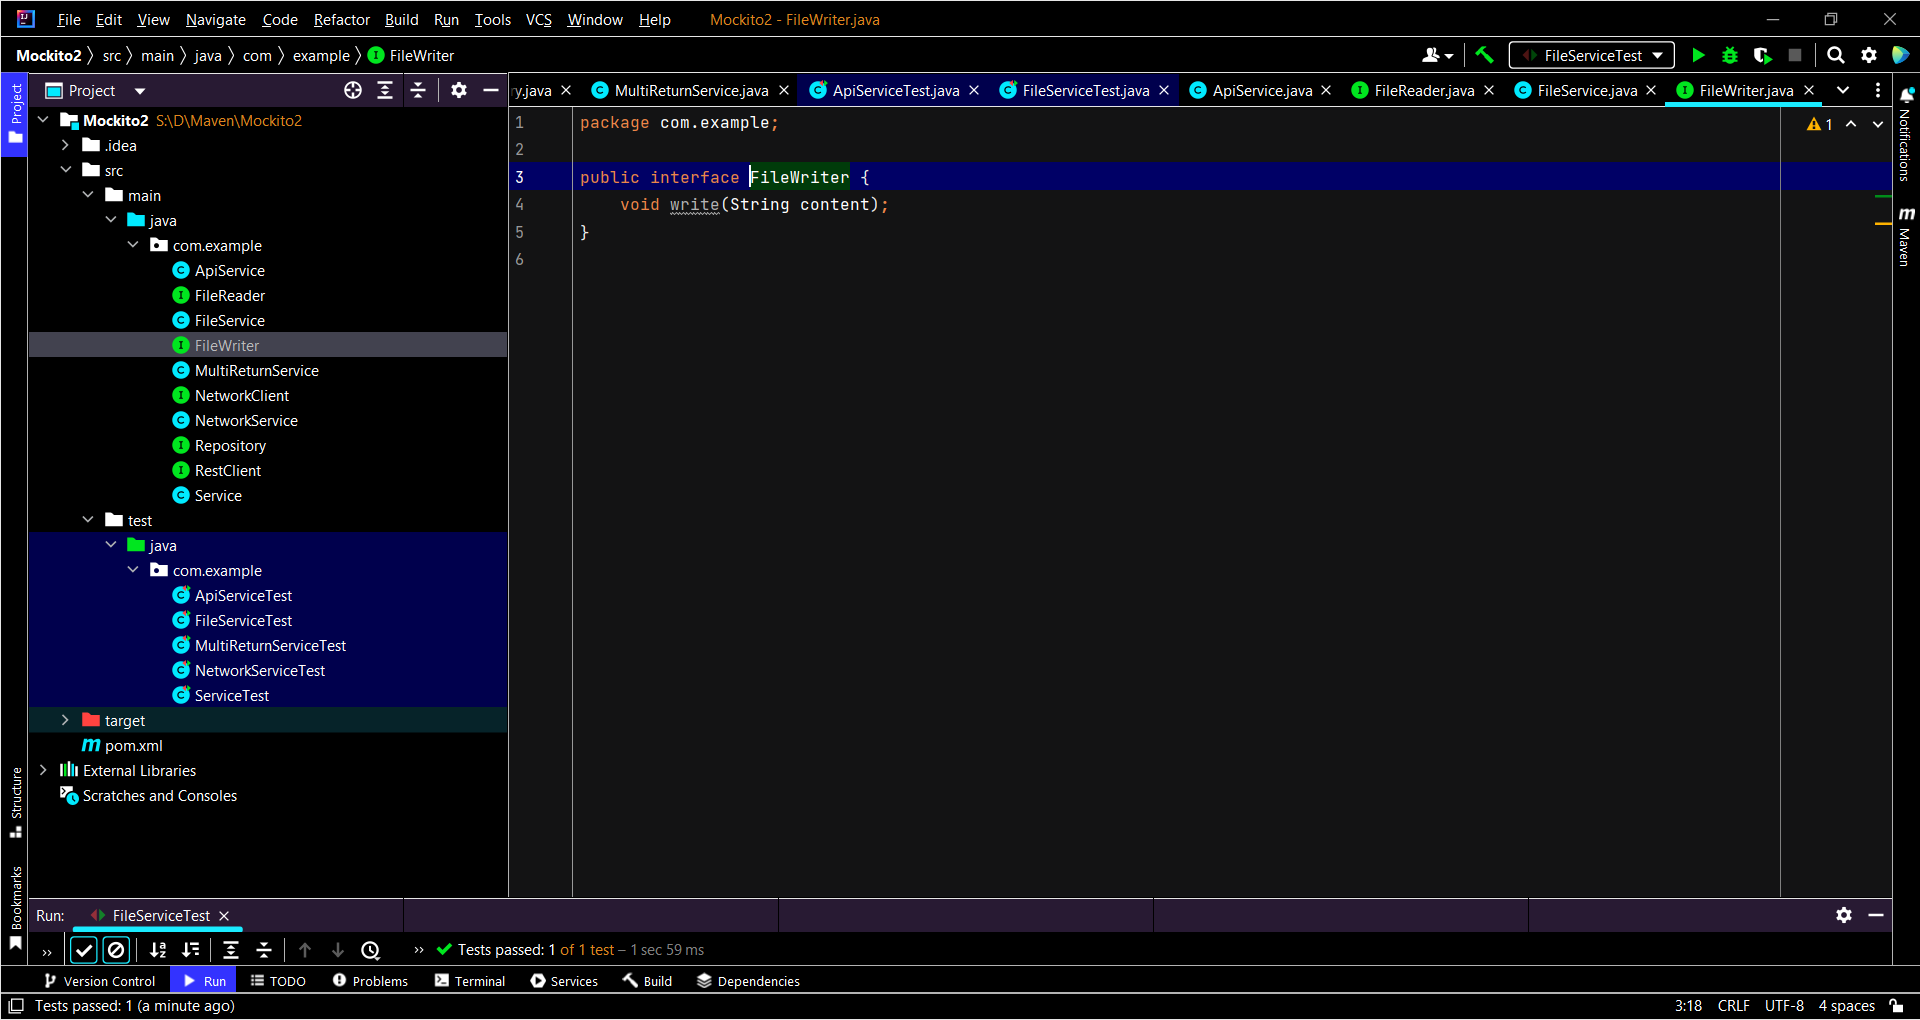 File Edit View Navigate Code Refactor Build Run Tools VCS Window Help Mockito2 - FileWriter.java
Mockito2 src main java com example FileWriter FileServiceTest
Project
y.java MultiReturnService.java ApiServiceTest.java FileServiceTest.java ApiService.java FileReader.java FileService.java FileWriter.java
Project
Mockito2 S:\D\Maven\Mockito2
.idea
src
main
java
com.example
ApiService
FileReader
FileService
FileWriter
MultiReturnService
NetworkClient
NetworkService
Repository
RestClient
Service
test
java
com.example
ApiServiceTest
FileServiceTest
MultiReturnServiceTest
NetworkServiceTest
ServiceTest
target
pom.xml
External Libraries
Scratches and Consoles
Structure
Bookmarks
1 package com.example;
2
3 public interface FileWriter {
4 void write(String content);
5 }
6
1
Notifications
Maven
Run: FileServiceTest
Tests passed: 1 of 1 test – 1 sec 59 ms
Version Control Run TODO Problems Terminal Services Build Dependencies
Tests passed: 1 (a minute ago) 3:18 CRLF UTF-8 4 spaces